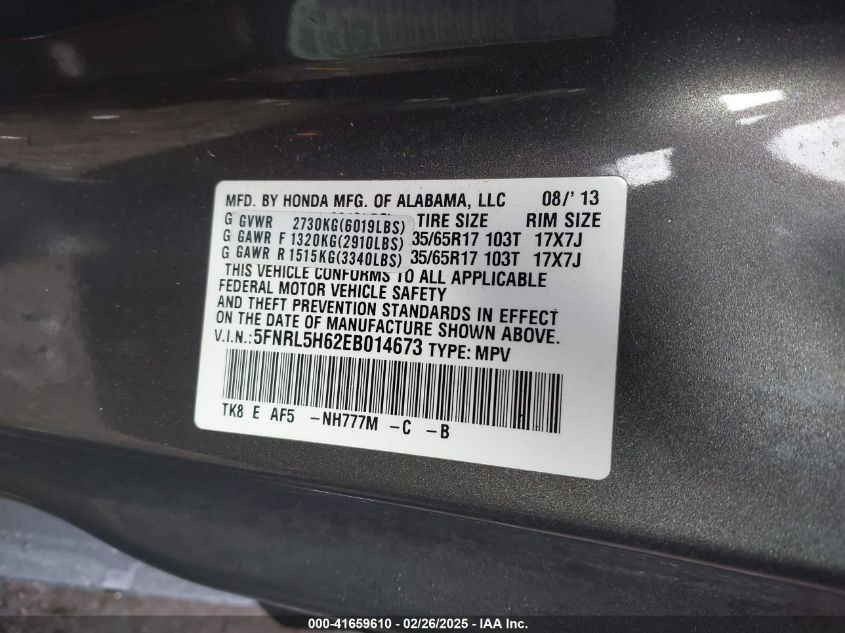 MFD. BY HONDA MFG. OF ALABAMA, LLC 08/' 13
G GVWR 2730KG(6019LBS) TIRE SIZE RIM SIZE
G GAWR F 1320KG(2910LBS) 35/65R17 103T 17X7J
G GAWR R 1515KG(3340LBS) 35/65R17 103T 17X7J
THIS VEHICLE CONFORMS TO ALL APPLICABLE
FEDERAL MOTOR VEHICLE SAFETY
AND THEFT PREVENTION STANDARDS IN EFFECT
ON THE DATE OF MANUFACTURE SHOWN ABOVE.
V.I.N.: 5FNRL5H62EB014673 TYPE: MPV
TK8 E AF5 -NH777M -C -B
000-41659610 - 02/26/2025 - IAA Inc.